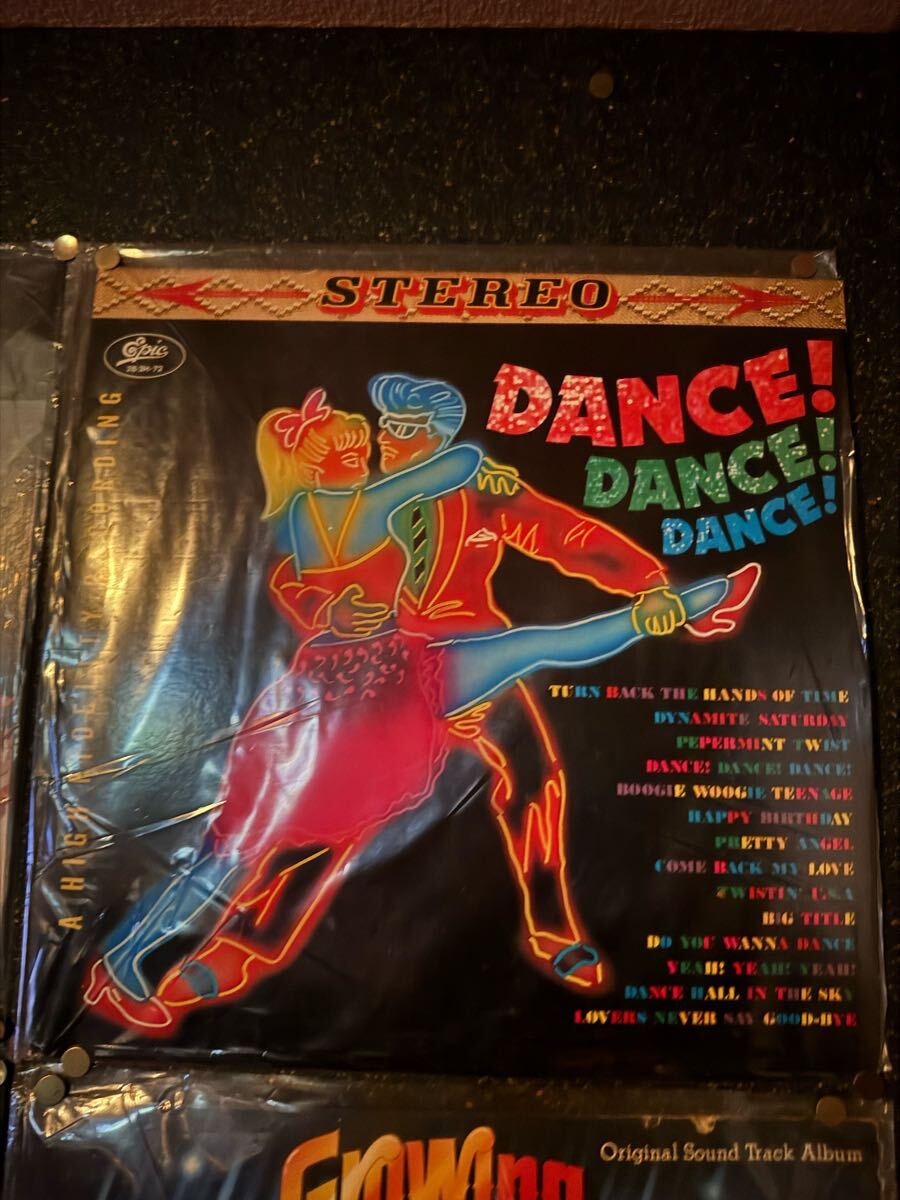 STEREO
Epic
28·3H-72
A HIGH FIDELITY RECORDING
DANCE!
DANCE!
DANCE!
TURN BACK THE HANDS OF TIME
DYNAMITE SATURDAY
PEPERMINT TWIST
DANCE! DANCE! DANCE!
BOOGIE WOOGIE TEENAGE
HAPPY BIRTHDAY
PRETTY ANGEL
COME BACK MY LOVE
TWISTIN' U.S.A
BIG TITLE
DO YOU WANNA DANCE
YEAH! YEAH! YEAH!
DANCE HALL IN THE SKY
LOVERS NEVER SAY GOOD-BYE
Original Sound Track Album
Growing